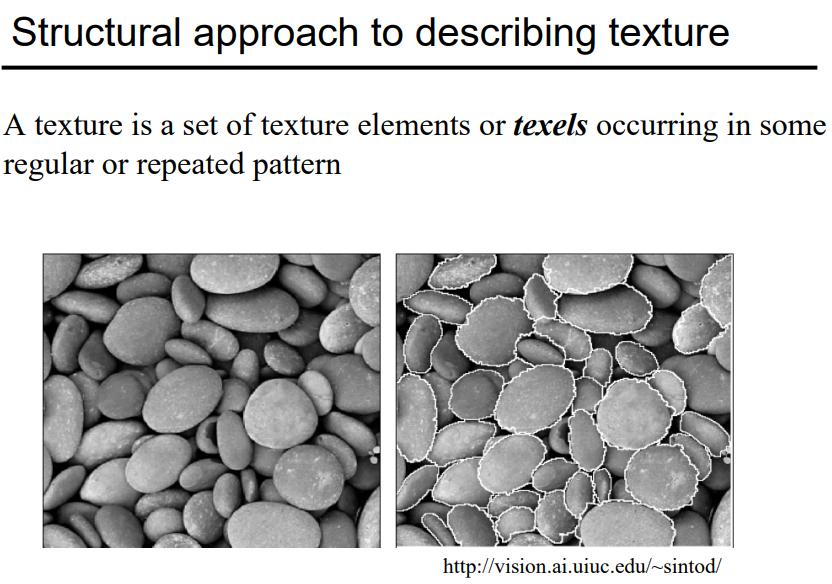 Structural approach to describing texture
A texture is a set of texture elements or texels occurring in some
regular or repeated pattern
http://vision.ai.uiuc.edu/~sintod/